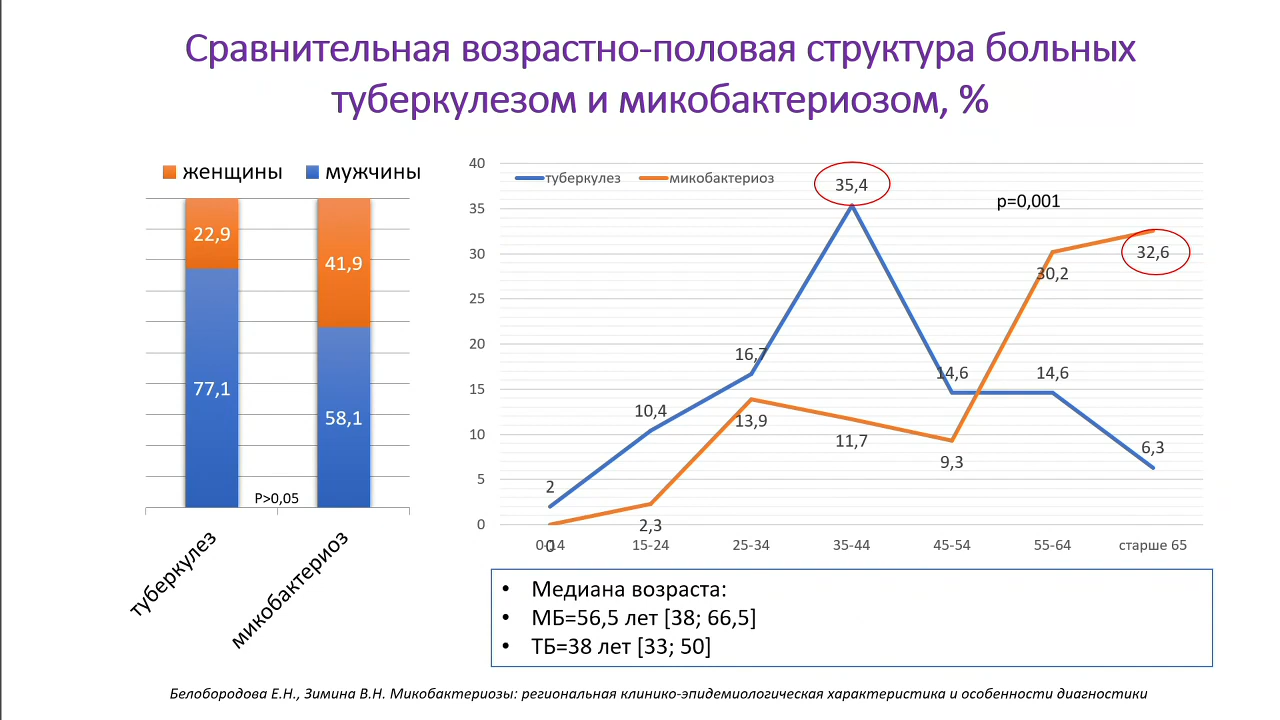 Сравнительная возрастно-половая структура больных
туберкулезом и микобактериозом, %
женщины мужчины
22,9
41,9
77,1
58,1
P>0,05
туберкулез
микобактериоз
туберкулез микобактериоз
p=0,001
40
35
30
25
20
15
10
5
0
2
10,4
16,7
35,4
14,6
14,6
6,3
0
2,3
13,9
11,7
9,3
30,2
32,6
0-14 15-24 25-34 35-44 45-54 55-64 старше 65
• Медиана возраста:
• МБ=56,5 лет [38; 66,5]
• ТБ=38 лет [33; 50]
Белобородова Е.Н., Зимина В.Н. Микобактериозы: региональная клинико-эпидемиологическая характеристика и особенности диагностики